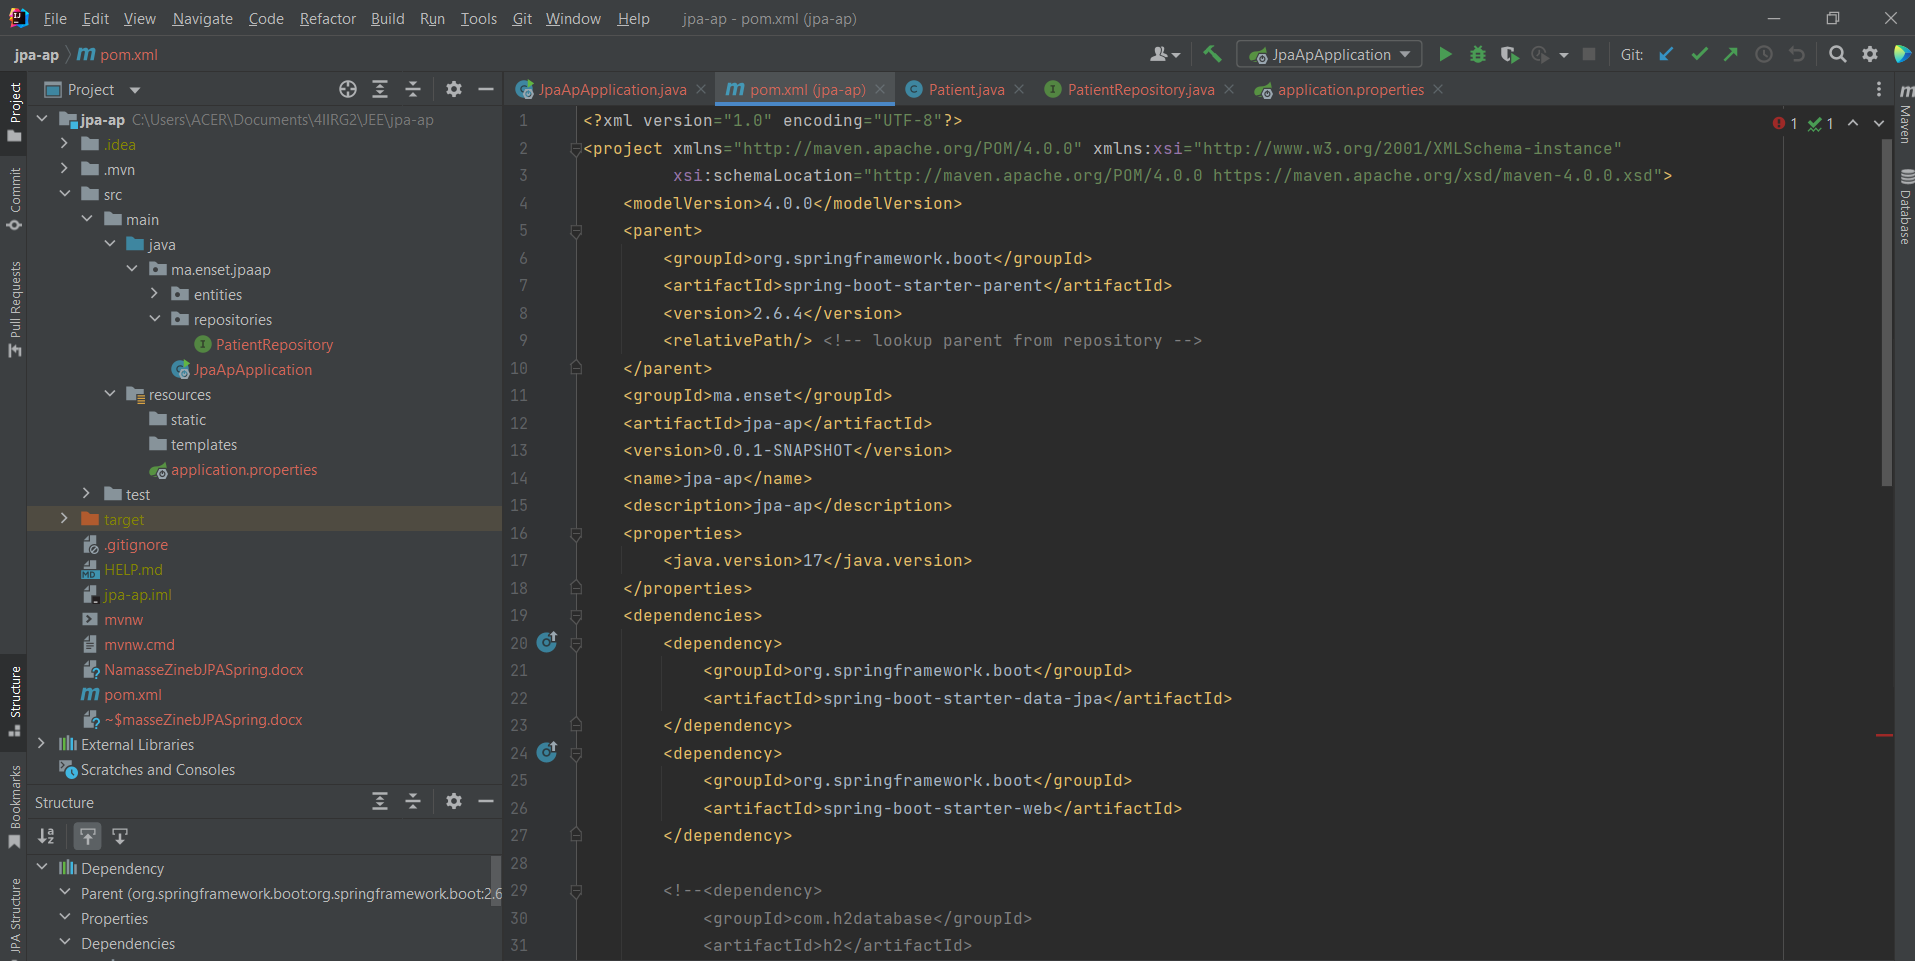 File Edit View Navigate Code Refactor Build Run Tools Git Window Help jpa-ap - pom.xml (jpa-ap)
jpa-ap m pom.xml
JpaApApplication Git:
Project
JpaApApplication.java m pom.xml (jpa-ap) C Patient.java I PatientRepository.java application.properties
Project
Commit
Pull Requests
Structure
Bookmarks
JPA Structure
jpa-ap C:\Users\ACER\Documents\4IIRG2\JEE\jpa-ap
.idea
.mvn
src
main
java
ma.enset.jpaap
entities
repositories
I PatientRepository
JpaApApplication
resources
static
templates
application.properties
test
target
.gitignore
MD HELP.md
jpa-ap.iml
mvnw
mvnw.cmd
NamasseZinebJPASpring.docx
m pom.xml
~$masseZinebJPASpring.docx
External Libraries
Scratches and Consoles
Structure
Dependency
Parent (org.springframework.boot:org.springframework.boot:2.6
Properties
Dependencies
1 <?xml version="1.0" encoding="UTF-8"?>
2 <project xmlns="http://maven.apache.org/POM/4.0.0" xmlns:xsi="http://www.w3.org/2001/XMLSchema-instance"
3 xsi:schemaLocation="http://maven.apache.org/POM/4.0.0 https://maven.apache.org/xsd/maven-4.0.0.xsd">
4 <modelVersion>4.0.0</modelVersion>
5 <parent>
6 <groupId>org.springframework.boot</groupId>
7 <artifactId>spring-boot-starter-parent</artifactId>
8 <version>2.6.4</version>
9 <relativePath/> <!-- lookup parent from repository -->
10 </parent>
11 <groupId>ma.enset</groupId>
12 <artifactId>jpa-ap</artifactId>
13 <version>0.0.1-SNAPSHOT</version>
14 <name>jpa-ap</name>
15 <description>jpa-ap</description>
16 <properties>
17 <java.version>17</java.version>
18 </properties>
19 <dependencies>
20 <dependency>
21 <groupId>org.springframework.boot</groupId>
22 <artifactId>spring-boot-starter-data-jpa</artifactId>
23 </dependency>
24 <dependency>
25 <groupId>org.springframework.boot</groupId>
26 <artifactId>spring-boot-starter-web</artifactId>
27 </dependency>
28
29 <!--<dependency>
30 <groupId>com.h2database</groupId>
31 <artifactId>h2</artifactId>
1 1
m Maven
Database